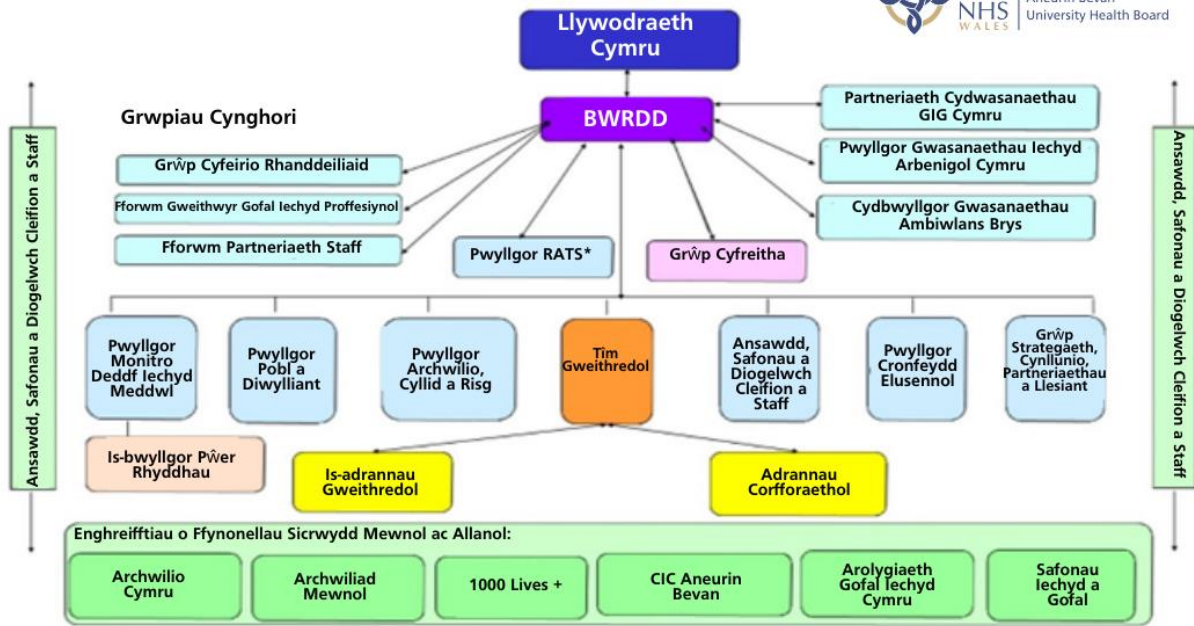 Aneurin Bevan
NHS
WALES
University Health Board
Llywodraeth
Cymru
BWRDD
Grwpiau Cynghori
Grŵp Cyfeirio Rhanddeiliaid
Fforwm Gweithwyr Gofal Iechyd Proffesiynol
Fforwm Partneriaeth Staff
Partneriaeth Cydwasanaethau
GIG Cymru
Pwyllgor Gwasanaethau Iechyd
Arbenigol Cymru
Cydbwyllgor Gwasanaethau
Ambiwlans Brys
Pwyllgor RATS*
Grŵp Cyfreitha
Ansawdd, Safonau a Diogelwch Cleifion a Staff
Pwyllgor
Monitro
Deddf Iechyd
Meddwl
Pwyllgor
Pobl a
Diwylliant
Pwyllgor
Archwilio,
Cyllid a Risg
Tîm
Gweithredol
Ansawdd,
Safonau a
Diogelwch
Cleifion a
Staff
Pwyllgor
Cronfeydd
Elusennol
Grŵp
Strategaeth,
Cynllunio,
Partneriaethau
a Llesiant
Ansawdd, Safonau a Diogelwch Cleifion a Staff
Is-bwyllgor Pŵer
Rhyddhau
Is-adrannau
Gweithredol
Adrannau
Corfforaethol
Enghreifftiau o Ffynonellau Sicrwydd Mewnol ac Allanol:
Archwilio
Cymru
Archwiliad
Mewnol
1000 Lives +
CIC Aneurin
Bevan
Arolygiaeth
Gofal Iechyd
Cymru
Safonau
Iechyd a
Gofal